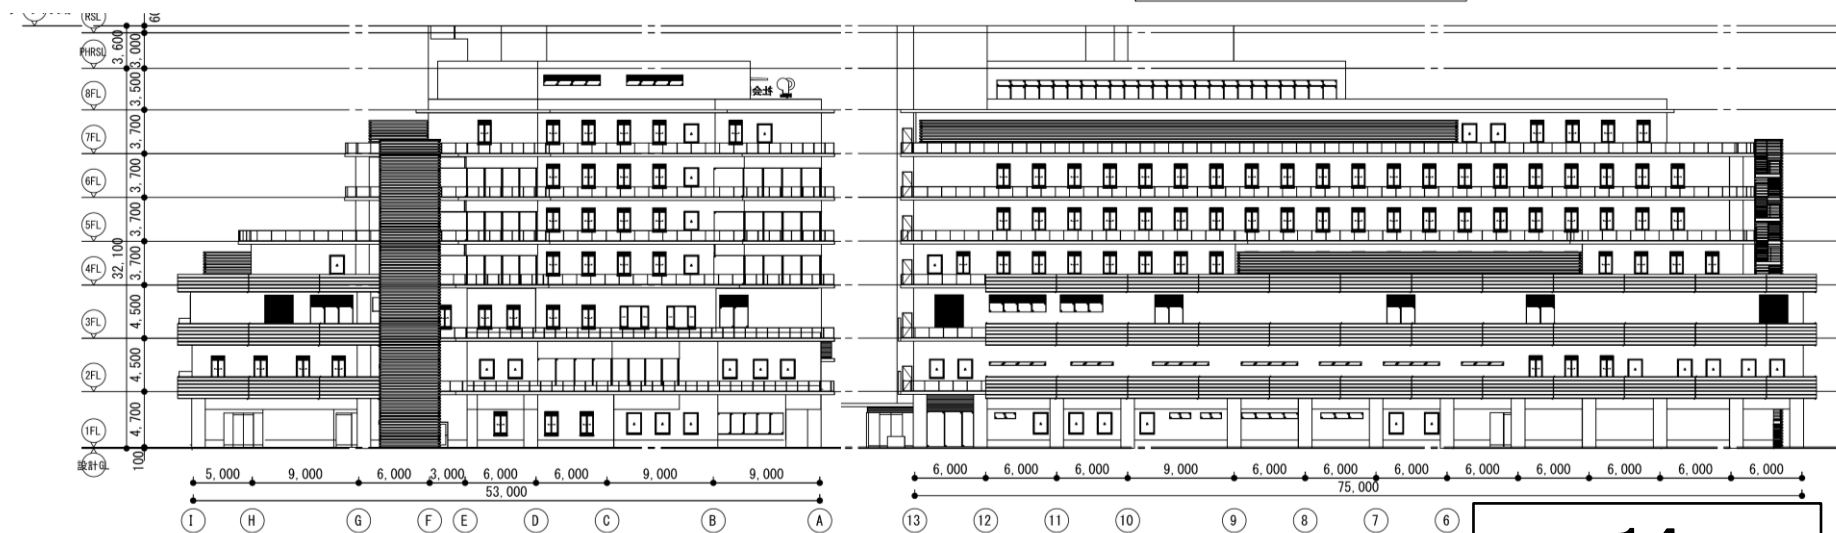 RSL
PHRSL
8FL
7FL
6FL
5FL
4FL
3FL
2FL
1FL
設計GL
3,600
3,000
3,500
3,700
3,700
3,700
3,700
32,100
4,500
4,500
4,700
100
社会
5,000 9,000 6,000 3,000 6,000 6,000 9,000 9,000
53,000
I H G F E D C B A
6,000 6,000 6,000 9,000 6,000 6,000 6,000 6,000 6,000 6,000 6,000 6,000
75,000
13 12 11 10 9 8 7 6